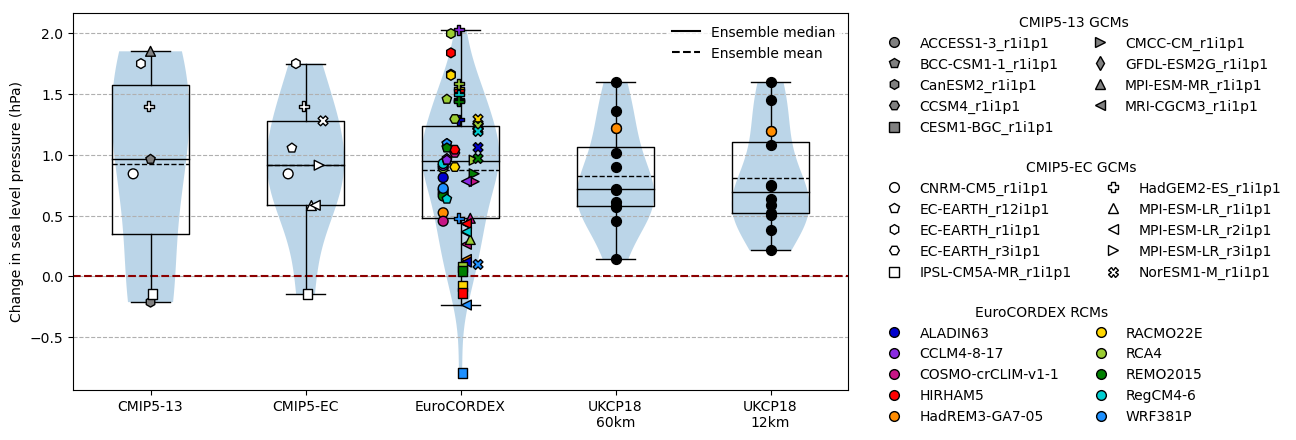 Change in sea level pressure (hPa)
2.0
1.5
1.0
0.5
0.0
−0.5
Ensemble median
Ensemble mean
CMIP5-13
CMIP5-EC
EuroCORDEX
UKCP18
60km
UKCP18
12km
CMIP5-13 GCMs
ACCESS1-3_r1i1p1
BCC-CSM1-1_r1i1p1
CanESM2_r1i1p1
CCSM4_r1i1p1
CESM1-BGC_r1i1p1
CMCC-CM_r1i1p1
GFDL-ESM2G_r1i1p1
MPI-ESM-MR_r1i1p1
MRI-CGCM3_r1i1p1
CMIP5-EC GCMs
CNRM-CM5_r1i1p1
EC-EARTH_r12i1p1
EC-EARTH_r1i1p1
EC-EARTH_r3i1p1
IPSL-CM5A-MR_r1i1p1
HadGEM2-ES_r1i1p1
MPI-ESM-LR_r1i1p1
MPI-ESM-LR_r2i1p1
MPI-ESM-LR_r3i1p1
NorESM1-M_r1i1p1
EuroCORDEX RCMs
ALADIN63
CCLM4-8-17
COSMO-crCLIM-v1-1
HIRHAM5
HadREM3-GA7-05
RACMO22E
RCA4
REMO2015
RegCM4-6
WRF381P